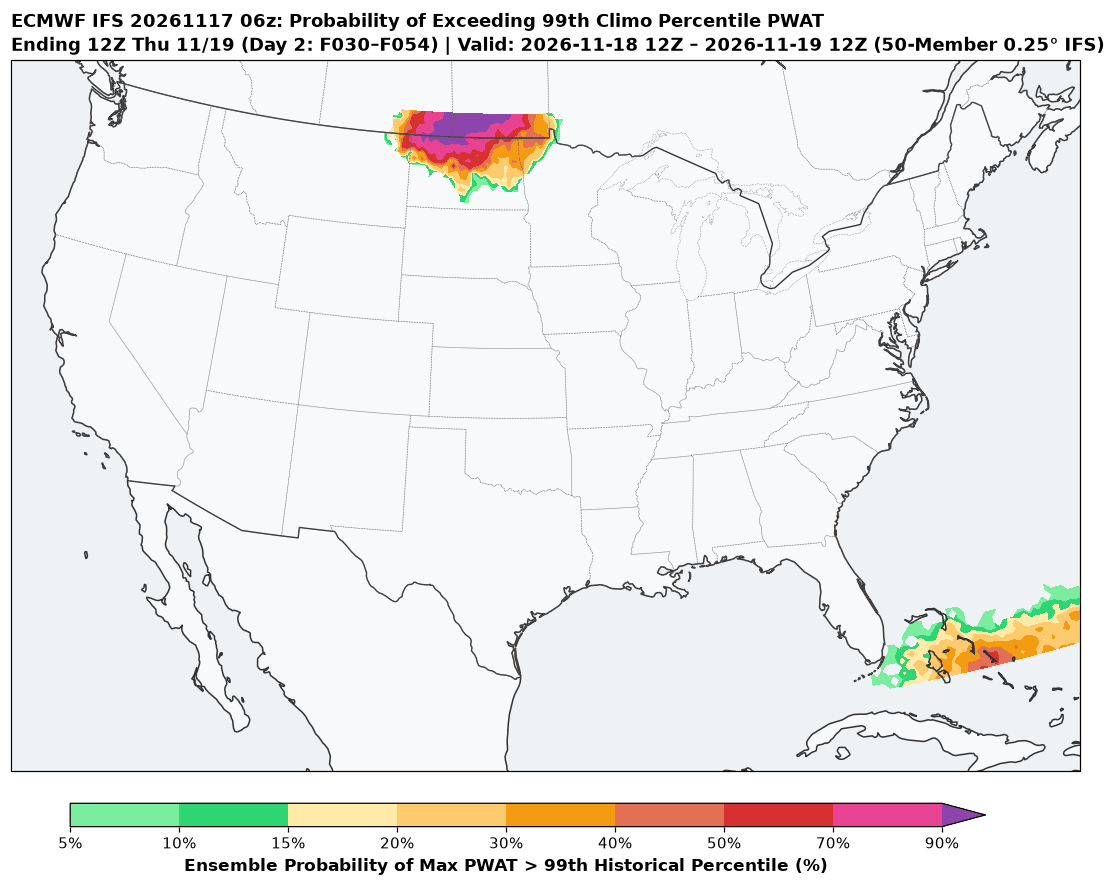 ECMWF IFS 20261117 06z: Probability of Exceeding 99th Climo Percentile PWAT
Ending 12Z Thu 11/19 (Day 2: F030–F054) | Valid: 2026-11-18 12Z – 2026-11-19 12Z (50-Member 0.25° IFS)
5% 10% 15% 20% 30% 40% 50% 70% 90%
Ensemble Probability of Max PWAT > 99th Historical Percentile (%)